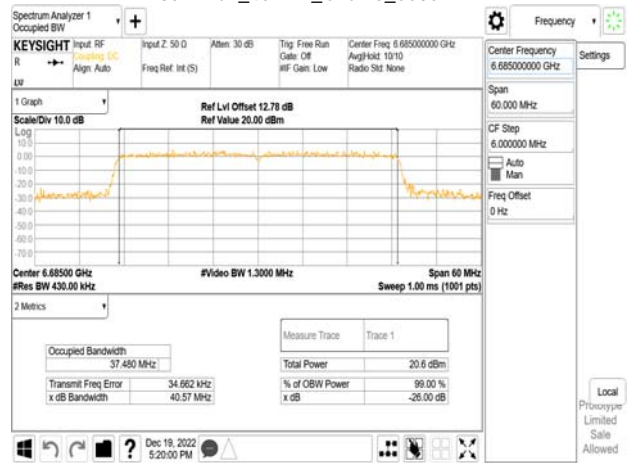 Spectrum Analyzer 1
Occupied BW
Frequency
KEYSIGHT
R
Input: RF
Coupling: DC
Align: Auto
Input Z: 50 Ω
Freq Ref: Int (S)
Atten: 30 dB
Trig: Free Run
Gate: Off
#IF Gain: Low
Center Freq: 6.685000000 GHz
Avg|Hold: 10/10
Radio Std: None
Center Frequency
6.685000000 GHz
Settings
Span
60.000 MHz
CF Step
6.000000 MHz
Auto
Man
Freq Offset
0 Hz
1 Graph
Scale/Div 10.0 dB
Ref Lvl Offset 12.78 dB
Ref Value 20.00 dBm
Log
10.0
0.00
-10.0
-20.0
-30.0
-40.0
-50.0
-60.0
-70.0
Center 6.68500 GHz
#Res BW 430.00 kHz
#Video BW 1.3000 MHz
Span 60 MHz
Sweep 1.00 ms (1001 pts)
2 Metrics
Measure Trace
Trace 1
Occupied Bandwidth
37.480 MHz
Total Power
20.6 dBm
Transmit Freq Error
34.662 kHz
% of OBW Power
99.00 %
x dB Bandwidth
40.57 MHz
x dB
-26.00 dB
Local
Prototype
Limited
Sale
Allowed
Dec 19, 2022
5:20:00 PM